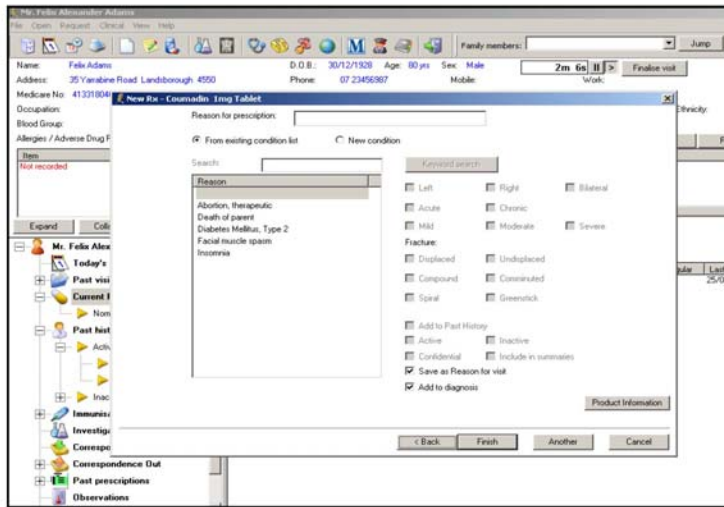 Mr. Felix Alexander Adams
File Open Request Clinical View Help
Family members: Jump
Name: Felix Adams D.O.B.: 30/12/1928 Age: 80 yrs Sex: Male 2m 6s || > Finalise visit
Address: 35 Yarrabine Road Landsborough 4550 Phone: 07 23456987 Mobile: Work:
Medicare No: 41331804
Occupation: Ethnicity:
Blood Group:
Allergies / Adverse Drug
Item
Not recorded
Expand
New Rx - Coumadin 1mg Tablet
Reason for prescription:
From existing condition list New condition
Search: Keyword search
Reason
Abortion, therapeutic
Death of parent
Diabetes Mellitus, Type 2
Facial muscle spasm
Insomnia
Left Right Bilateral
Acute Chronic
Mild Moderate Severe
Fracture:
Displaced Undisplaced
Compound Comminuted
Spiral Greenstick
Add to Past History
Active Inactive
Confidential Include in summaries
Save as Reason for visit
Add to diagnosis
Product Information
< Back Finish Another Cancel
Mr. Felix Alex
Today's
Past visi
Current
Past hist
Immunisa
Investiga
Correspo
Correspondence Out
Past prescriptions
Observations